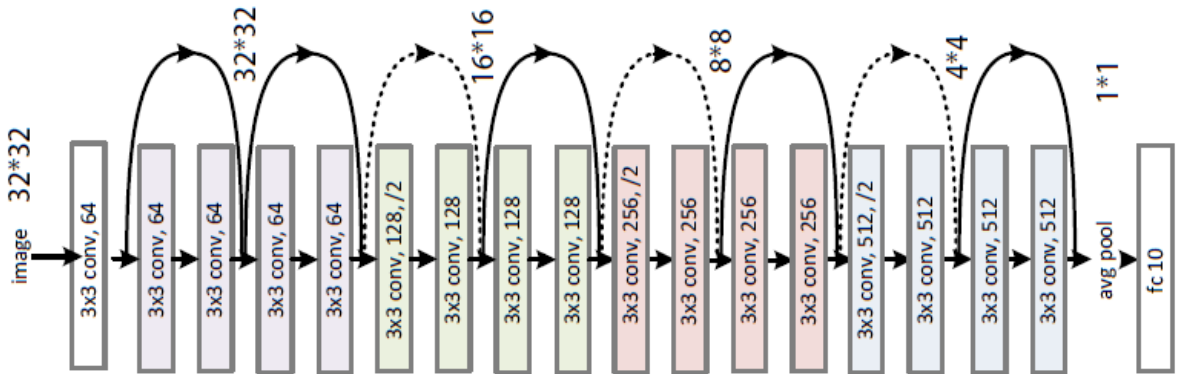 image
32*32
3x3 conv, 64
3x3 conv, 64
3x3 conv, 64
32*32
3x3 conv, 64
3x3 conv, 64
3x3 conv, 128, /2
3x3 conv, 128
16*16
3x3 conv, 128
3x3 conv, 128
3x3 conv, 256, /2
3x3 conv, 256
8*8
3x3 conv, 256
3x3 conv, 256
3x3 conv, 512, /2
3x3 conv, 512
4*4
3x3 conv, 512
3x3 conv, 512
avg pool
1*1
fc 10